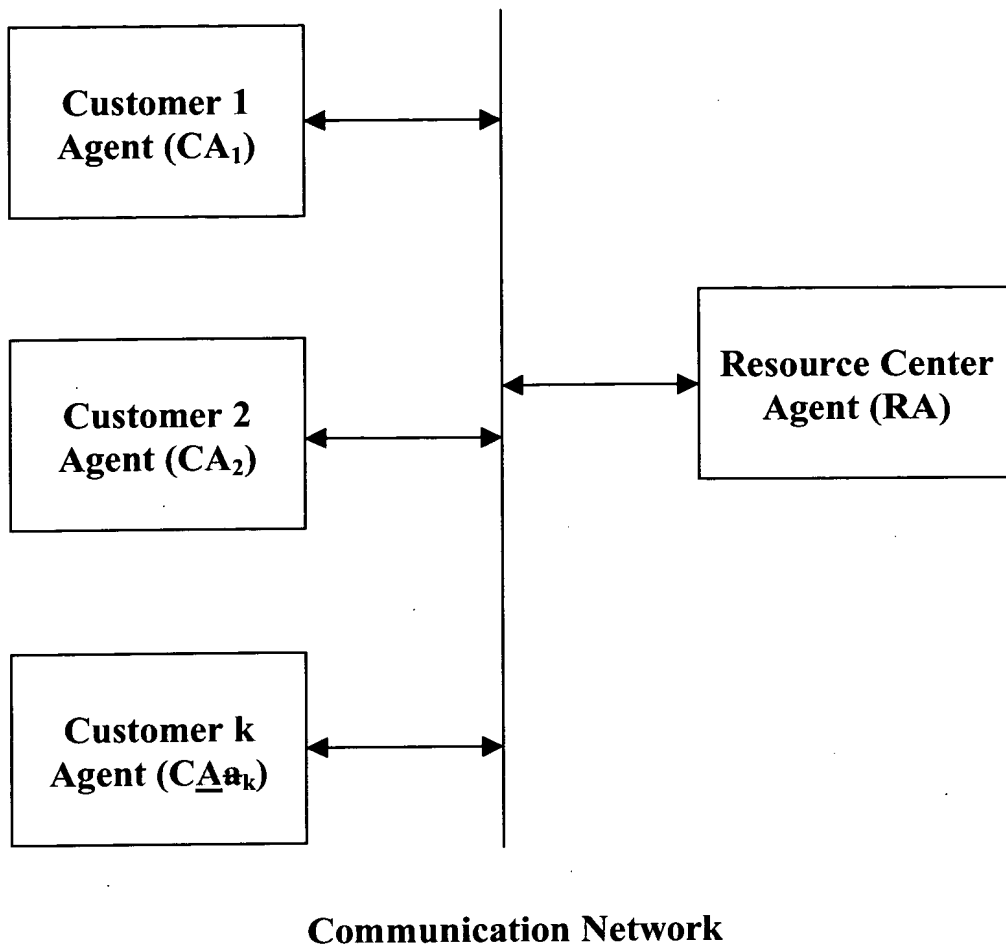 Customer 1
Agent (CA₁)
Resource Center
Agent (RA)
Customer 2
Agent (CA₂)
Customer k
Agent (CAaₖ)
Communication Network